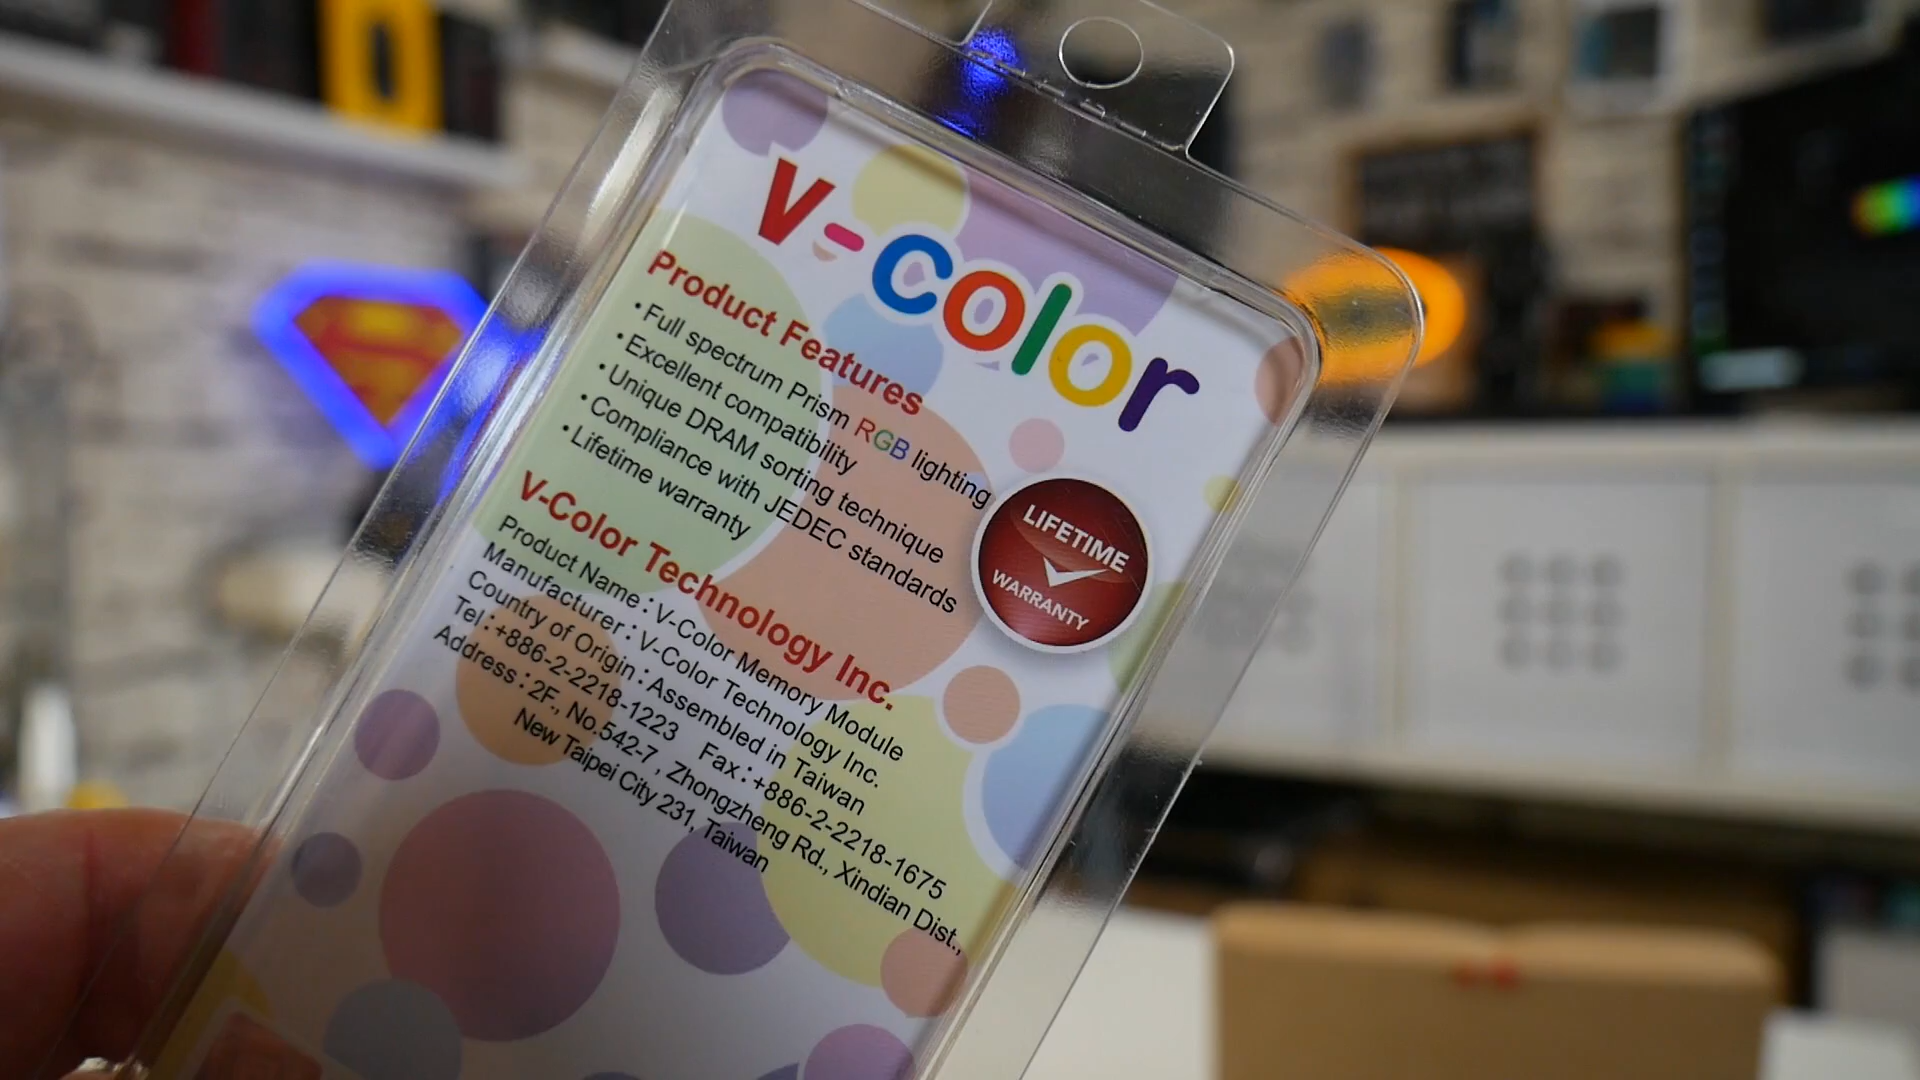 v-color
Product Features
• Full spectrum Prism RGB lighting
• Excellent compatibility
• Unique DRAM sorting technique
• Compliance with JEDEC standards
• Lifetime warranty
LIFETIME
WARRANTY
V-Color Technology Inc.
Product Name : V-Color Memory Module
Manufacturer : V-Color Technology Inc.
Country of Origin : Assembled in Taiwan
Tel : +886-2-2218-1223 Fax : +886-2-2218-1675
Address : 2F., No.542-7 , Zhongzheng Rd., Xindian Dist.,
New Taipei City 231, Taiwan